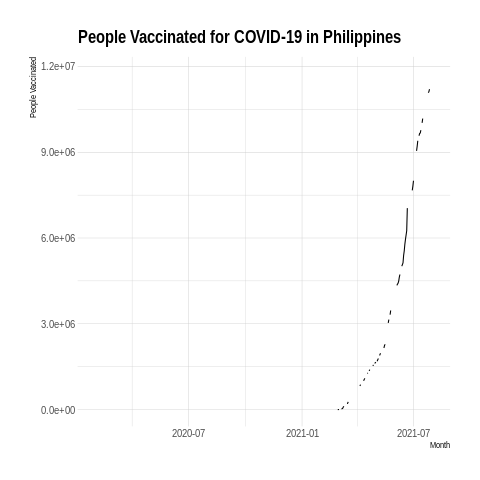 People Vaccinated for COVID-19 in Philippines
People Vaccinated
1.2e+07
9.0e+06
6.0e+06
3.0e+06
0.0e+00
2020-07
2021-01
2021-07
Month